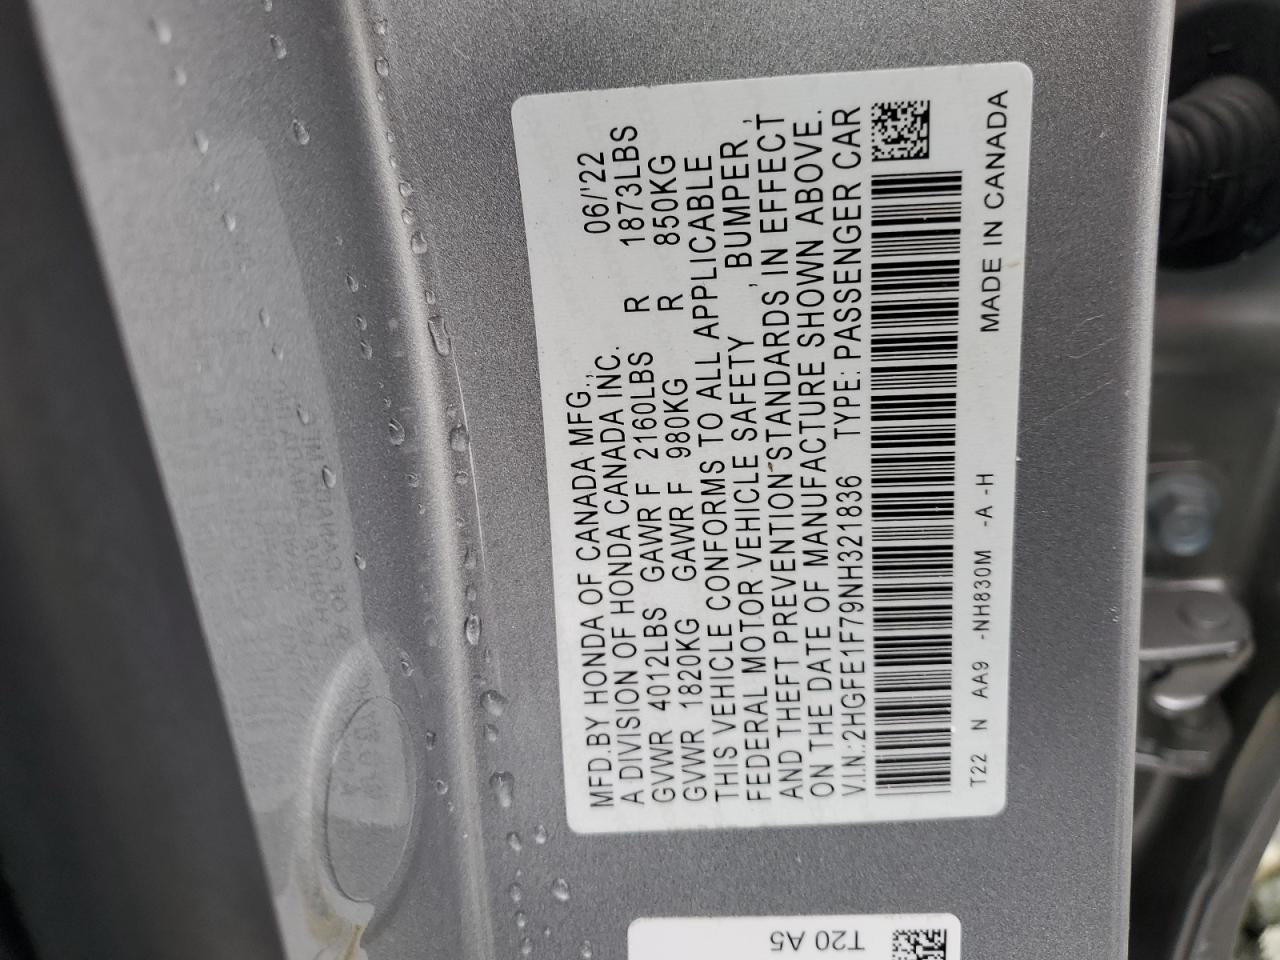 MFD.BY HONDA OF CANADA MFG., 06/'22
A DIVISION OF HONDA CANADA INC.
GVWR 4012LBS GAWR F 2160LBS R 1873LBS
GVWR 1820KG GAWR F 980KG R 850KG
THIS VEHICLE CONFORMS TO ALL APPLICABLE
FEDERAL MOTOR VEHICLE SAFETY, BUMPER,
AND THEFT PREVENTION STANDARDS IN EFFECT
ON THE DATE OF MANUFACTURE SHOWN ABOVE.
V.I.N.:2HGFE1F79NH321836 TYPE: PASSENGER CAR
T22 N AA9 -NH830M -A -H MADE IN CANADA
T20 A5